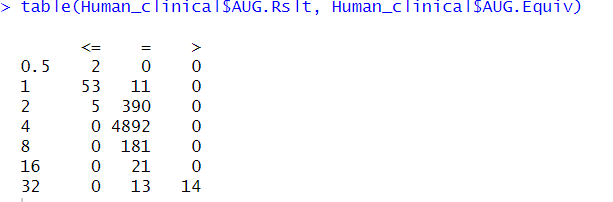 > table(Human_clinical$AUG.Rslt, Human_clinical$AUG.Equiv)
<= = >
0.5 2 0 0
1 53 11 0
2 5 390 0
4 0 4892 0
8 0 181 0
16 0 21 0
32 0 13 14